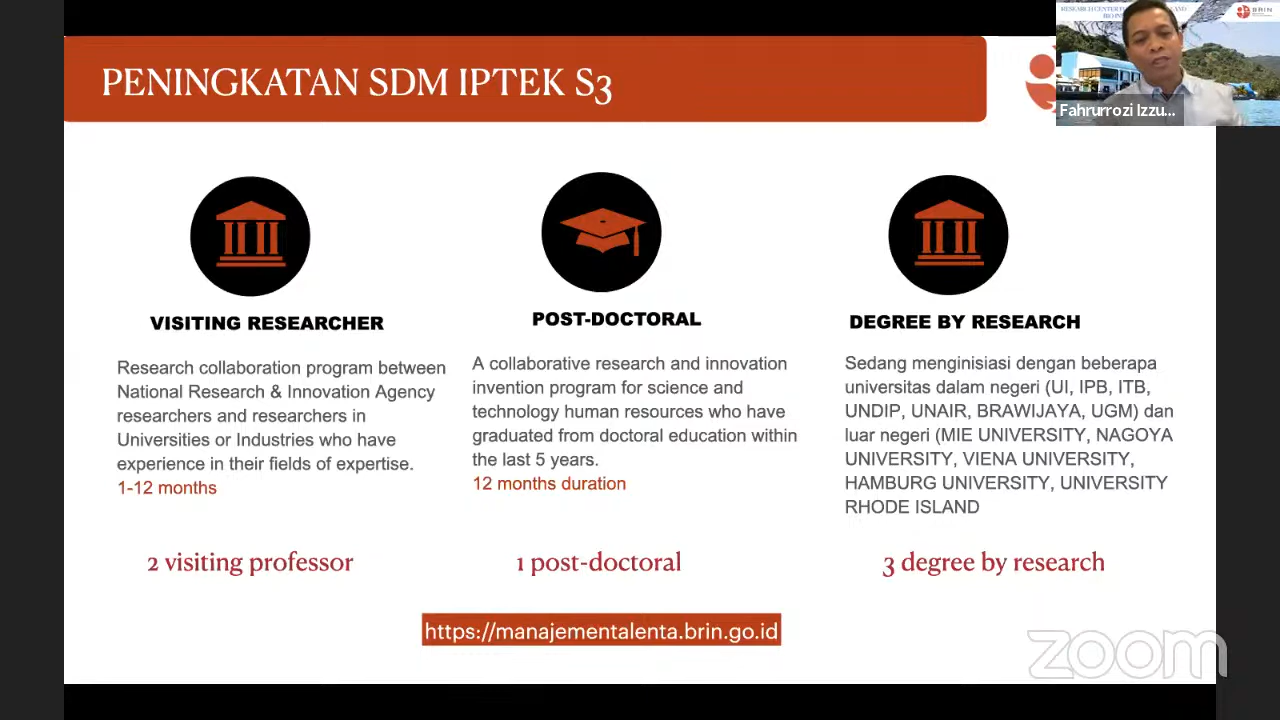 PENINGKATAN SDM IPTEK S3
BRIN
Fahrurrozi Izzu...
VISITING RESEARCHER
Research collaboration program between
National Research & Innovation Agency
researchers and researchers in
Universities or Industries who have
experience in their fields of expertise.
1-12 months
2 visiting professor
POST-DOCTORAL
A collaborative research and innovation
invention program for science and
technology human resources who have
graduated from doctoral education within
the last 5 years.
12 months duration
1 post-doctoral
DEGREE BY RESEARCH
Sedang menginisiasi dengan beberapa
universitas dalam negeri (UI, IPB, ITB,
UNDIP, UNAIR, BRAWIJAYA, UGM) dan
luar negeri (MIE UNIVERSITY, NAGOYA
UNIVERSITY, VIENA UNIVERSITY,
HAMBURG UNIVERSITY, UNIVERSITY
RHODE ISLAND
3 degree by research
https://manajementalenta.brin.go.id
zoom